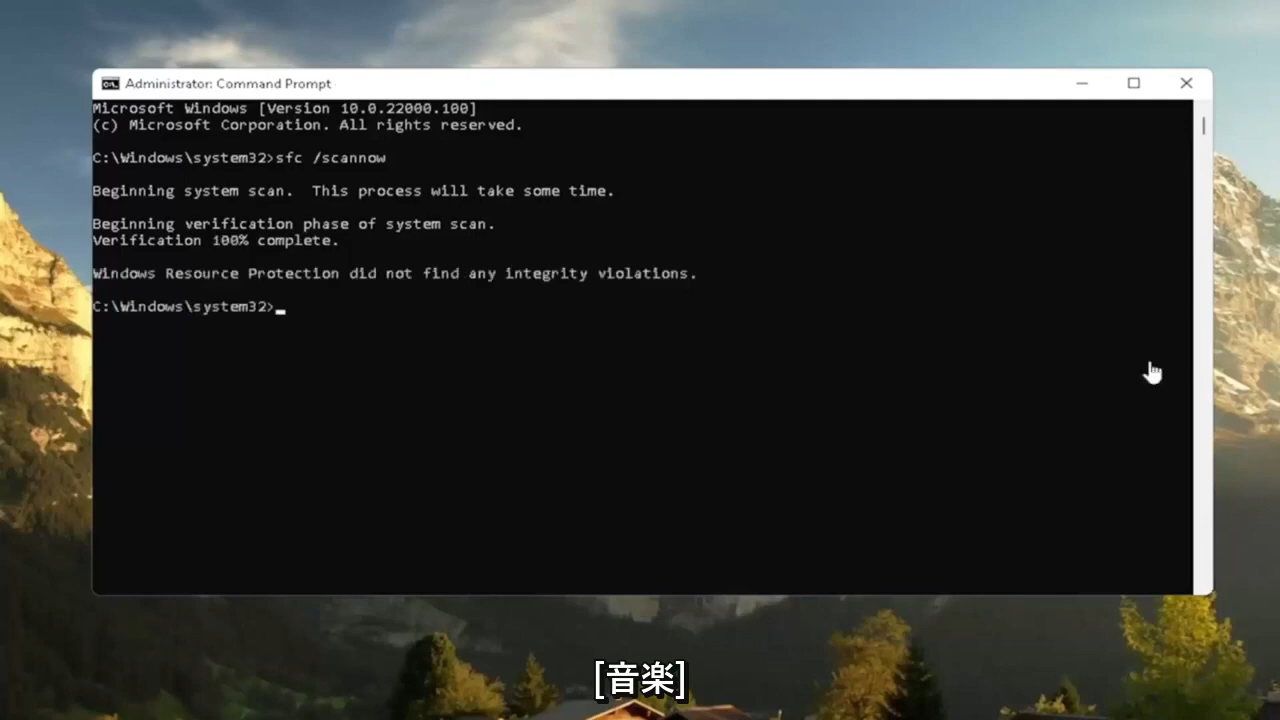 Administrator: Command Prompt
Microsoft Windows [Version 10.0.22000.100]
(c) Microsoft Corporation. All rights reserved.
C:\Windows\system32>sfc /scannow
Beginning system scan.  This process will take some time.
Beginning verification phase of system scan.
Verification 100% complete.
Windows Resource Protection did not find any integrity violations.
C:\Windows\system32>
[音楽]